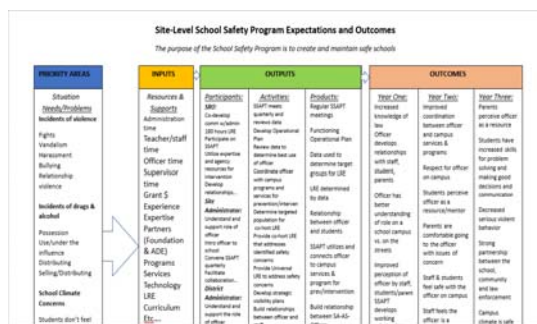 Site-Level School Safety Program Expectations and Outcomes
The purpose of the School Safety Program is to create and maintain safe schools
PRIORITY AREAS
INPUTS
OUTPUTS
OUTCOMES
Situation
Needs/Problems
Incidents of violence
Fights
Vandalism
Harassment
Bullying
Relationship
violence
Incidents of drugs &
alcohol
Possession
Use/under the
influence
Distributing
Selling/Distributing
School Climate
Concerns
Students don't feel
Resources &
Supports
Administration
time
Teacher/staff
time
Officer time
Supervisor
time
Grant $
Experience
Expertise
Partners
(Foundation
& ADE)
Programs
Services
Technology
LRE
Curriculum
Etc...
Participants:
SRO
Co-develop
comm w/admin
180 hours LRE
Participate on
SSAPT
Utilize expertise
and agency
resources for
intervention
Develop
relationships...
Site
Administrator:
Understand and
support role of
officer
Intro officer to
school
Convene SSAPT
quarterly
Facilitate
collaboration...
District
Administrator:
Understand and
support the role
of officer
Activities:
SSAPT meets
quarterly and
reviews data
Develop Operational
Plan
Review data to
determine best use of
officer
Coordinate officer
with campus
programs and
services for
prevention/interven
Determine targeted
population for
co-hort LRE
Provide co-hort LRE
that addresses
identified safety
concerns
Provide Universal
LRE to address safety
concerns
Develop strategic
visibility plans
Build relationships
between officer and
Products:
Regular SSAPT
meetings
Functioning
Operational Plan
Data used to
determine target
groups for LRE
LRE determined
by data
Relationship
between officer
and students
SSAPT utilizes and
connects officer
to campus
services &
program for
prev/intervention
Build relationship
between SA-AS-
Year One:
Increased
knowledge of
law
Officer
develops
relationships
with staff,
student,
parents
Officer has
better
understanding
of role on a
school campus
vs. on the
streets
Improved
perception of
officer by staff,
students/parent
SSAPT
develops
working
Year Two:
Improved
coordination
between officer
and campus
services &
programs
Respect for officer
on campus
Students perceive
officer as a
resource/mentor
Parents are
comfortable going
to the officer
with issues of
concern
Staff & students
feel safe with the
officer on campus
Staff feels the
officer is a
Year Three:
Parents
perceive officer
as a resource
Students have
increased skills
for problem
solving and
making good
decisions and
communication
Decreased
serious violent
behavior
Strong
partnership
between the
school,
community
and law
enforcement
Campus
climate is safe